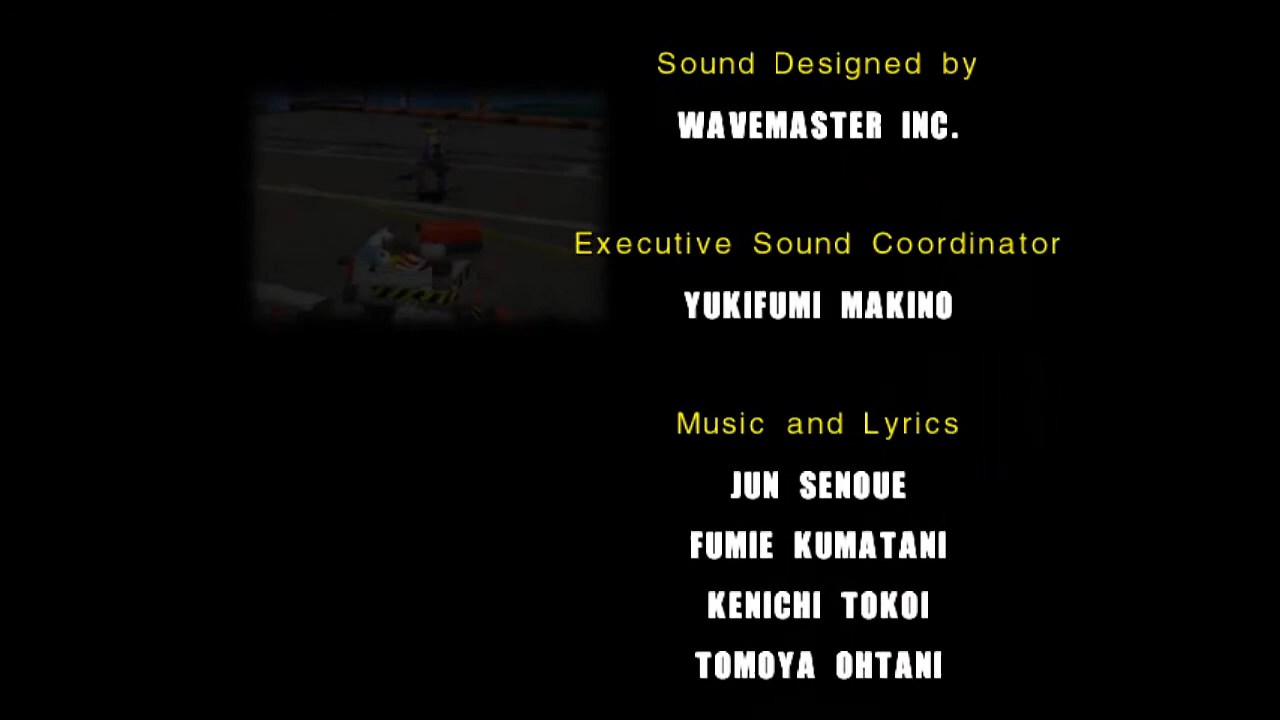 Sound Designed by
WAVEMASTER INC.
Executive Sound Coordinator
YUKIFUMI MAKINO
Music and Lyrics
JUN SENOUE
FUMIE KUMATANI
KENICHI TOKOI
TOMOYA OHTANI